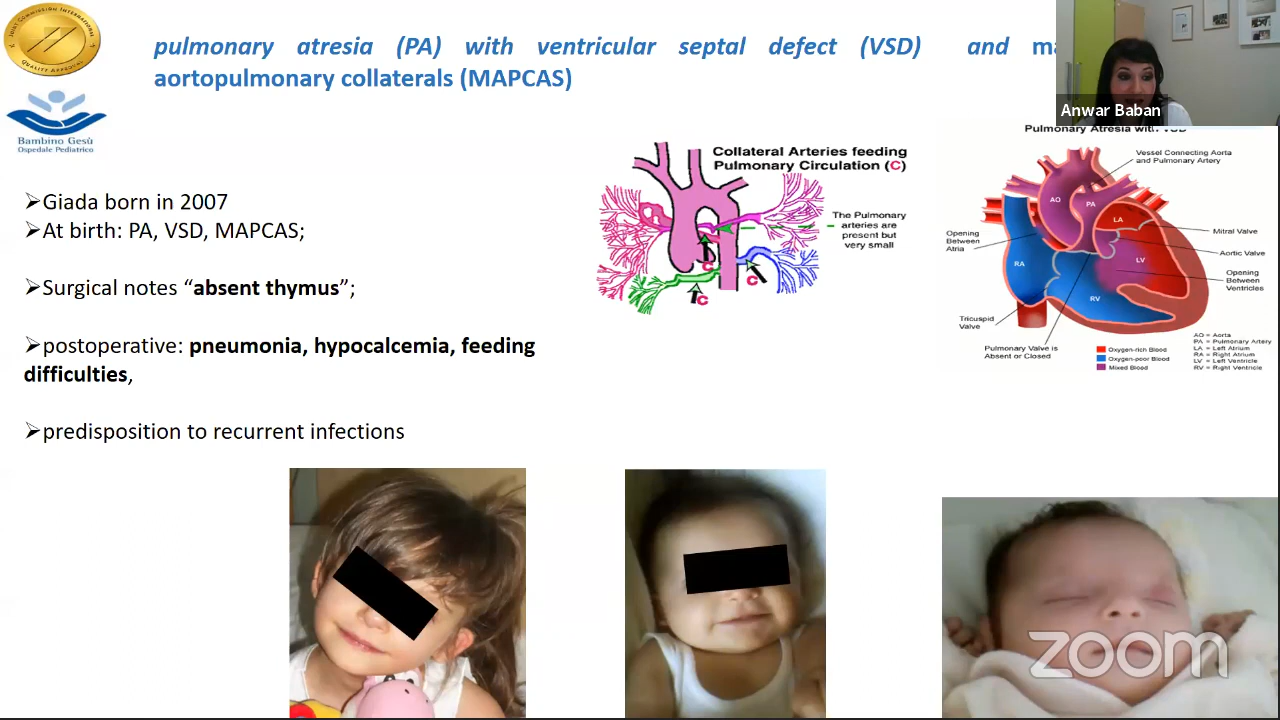 JOINT COMMISSION INTERNATIONAL
QUALITY APPROVAL
Bambino Gesù
Ospedale Pediatrico
pulmonary atresia (PA) with ventricular septal defect (VSD) and
aortopulmonary collaterals (MAPCAS)
Anwar Baban
➢Giada born in 2007
➢At birth: PA, VSD, MAPCAS;
➢Surgical notes “absent thymus”;
➢postoperative: pneumonia, hypocalcemia, feeding
difficulties,
➢predisposition to recurrent infections
Collateral Arteries feeding
Pulmonary Circulation (C)
The Pulmonary
arteries are
present but
very small
C
C
C
Pulmonary Atresia with VSD
Vessel Connecting Aorta
and Pulmonary Artery
AO
PA
LA
Mitral Valve
Opening
Between
Atria
Aortic Valve
RA
LV
Opening
Between
Ventricles
RV
Tricuspid
Valve
Pulmonary Valve is
Absent or Closed
Oxygen-rich Blood
Oxygen-poor Blood
Mixed Blood
AO = Aorta
PA = Pulmonary Artery
LA = Left Atrium
RA = Right Atrium
LV = Left Ventricle
RV = Right Ventricle
zoom